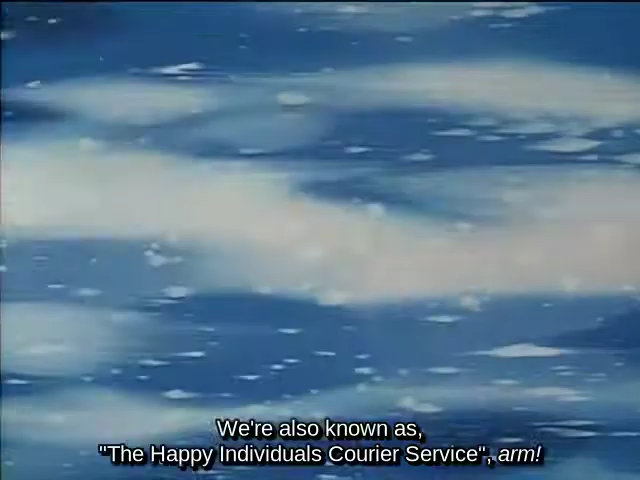 We're also known as,
"The Happy Individuals Courier Service", arm!